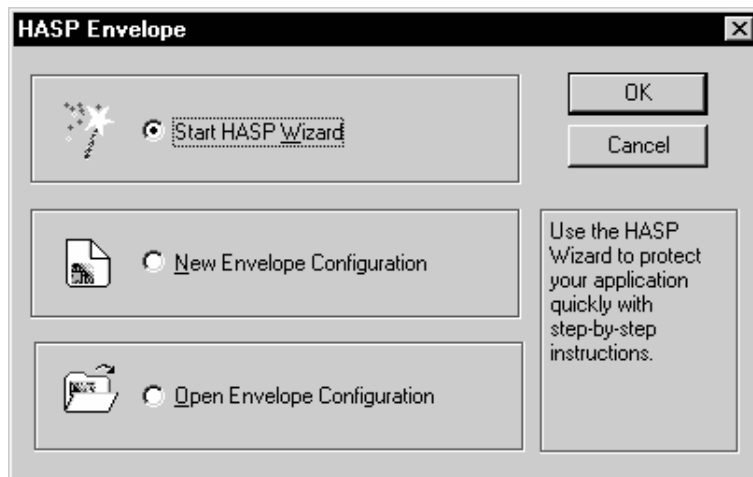 HASP Envelope
Start HASP Wizard
New Envelope Configuration
Open Envelope Configuration
OK
Cancel
Use the HASP
Wizard to protect
your application
quickly with
step-by-step
instructions.